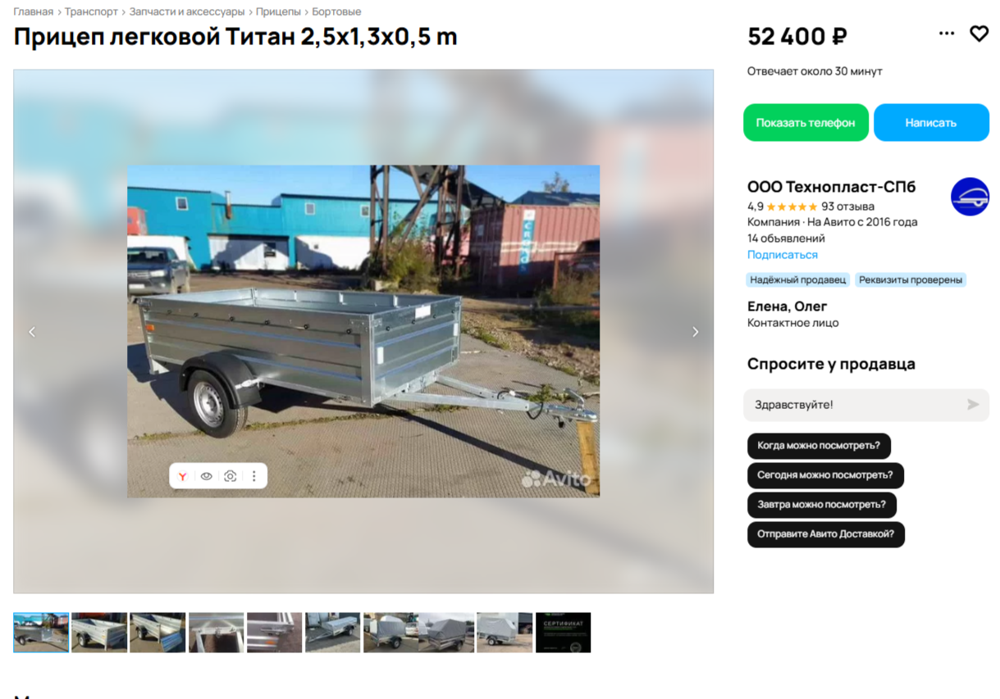 Главная › Транспорт › Запчасти и аксессуары › Прицепы › Бортовые
Прицеп легковой Титан 2,5х1,3х0,5 m
52 400 ₽
Отвечает около 30 минут
Показать телефон
Написать
ООО Технопласт-СПб
4,9 ★★★★★ 93 отзыва
Компания · На Авито с 2016 года
14 объявлений
Подписаться
Надёжный продавец
Реквизиты проверены
Елена, Олег
Контактное лицо
Спросите у продавца
Здравствуйте!
Когда можно посмотреть?
Сегодня можно посмотреть?
Завтра можно посмотреть?
Отправите Авито Доставкой?
Avito
СЕРТИФИКАТ